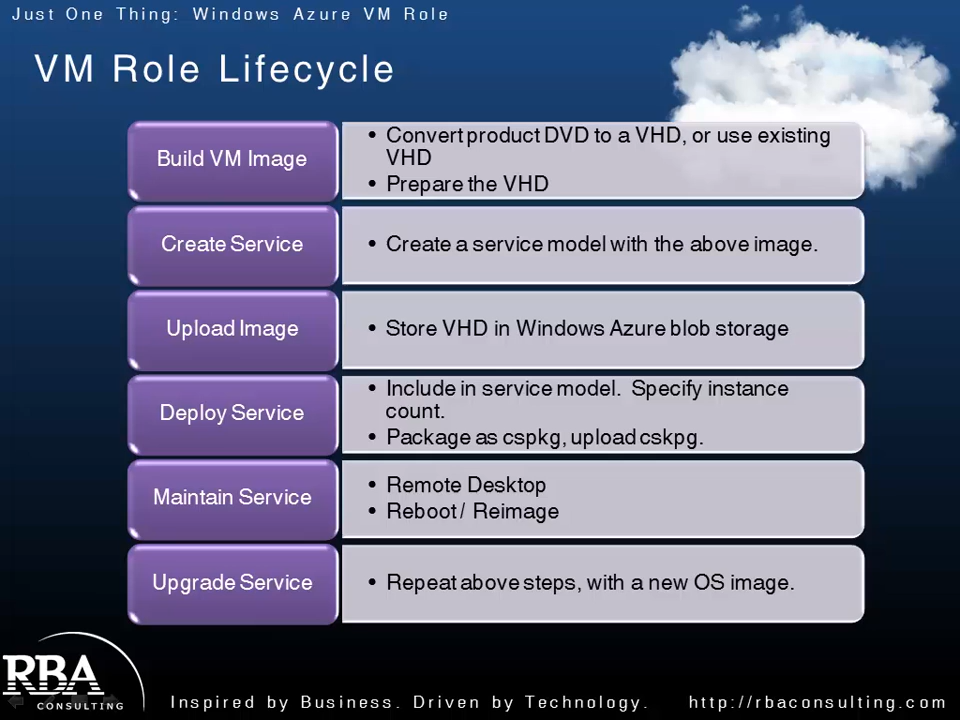 Just One Thing: Windows Azure VM Role
VM Role Lifecycle
Build VM Image
• Convert product DVD to a VHD, or use existing
VHD
• Prepare the VHD
Create Service
• Create a service model with the above image.
Upload Image
• Store VHD in Windows Azure blob storage
Deploy Service
• Include in service model.  Specify instance
count.
• Package as cspkg, upload cskpg.
Maintain Service
• Remote Desktop
• Reboot / Reimage
Upgrade Service
• Repeat above steps, with a new OS image.
RBA
CONSULTING
Inspired by Business. Driven by Technology.
http://rbaconsulting.com